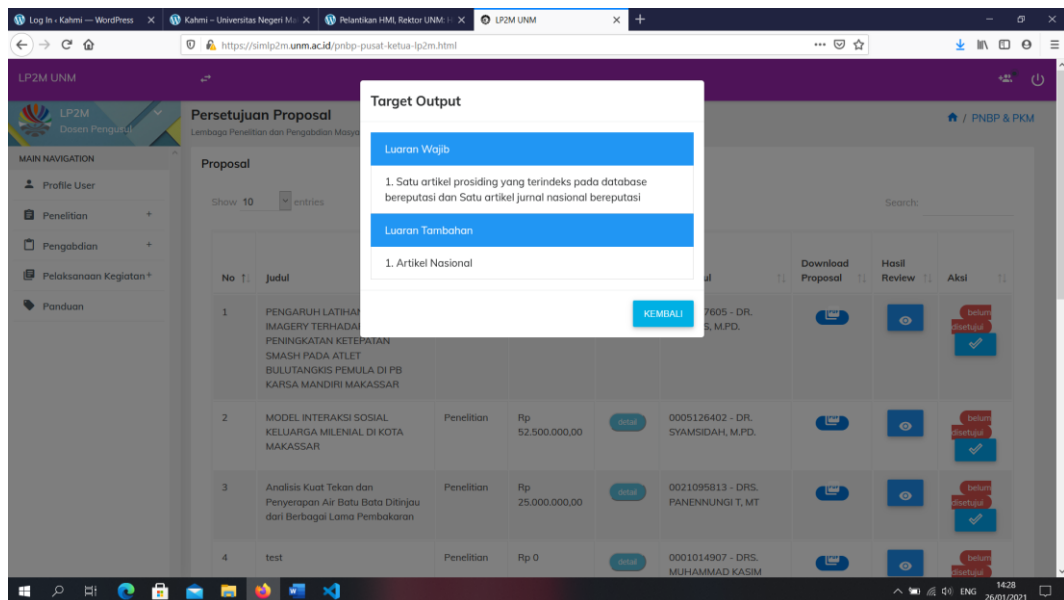 Log In ‹ Kahmi — WordPress
Kahmi – Universitas Negeri Ma
Pelantikan HMI, Rektor UNM: H
LP2M UNM
https://simlp2m.unm.ac.id/pnbp-pusat-ketua-lp2m.html
LP2M UNM
LP2M
Dosen Pengusul
MAIN NAVIGATION
Profile User
Penelitian +
Pengabdian +
Pelaksanaan Kegiatan +
Panduan
Persetujuan Proposal
Lembaga Penelitian dan Pengabdian Masya
/ PNBP & PKM
Proposal
Show 10 entries
Search:
Target Output
Luaran Wajib
1. Satu artikel prosiding yang terindeks pada database
bereputasi dan Satu artikel jurnal nasional bereputasi
Luaran Tambahan
1. Artikel Nasional
KEMBALI
No
Judul
ul
Download
Proposal
Hasil
Review
Aksi
1
PENGARUH LATIHAN
IMAGERY TERHADA
PENINGKATAN KETEPATAN
SMASH PADA ATLET
BULUTANGKIS PEMULA DI PB
KARSA MANDIRI MAKASSAR
7605 - DR.
S, M.PD.
belum
disetujui
2
MODEL INTERAKSI SOSIAL
KELUARGA MILENIAL DI KOTA
MAKASSAR
Penelitian
Rp
52.500.000,00
detail
0005126402 - DR.
SYAMSIDAH, M.PD.
belum
disetujui
3
Analisis Kuat Tekan dan
Penyerapan Air Batu Bata Ditinjau
dari Berbagai Lama Pembakaran
Penelitian
Rp
25.000.000,00
detail
0021095813 - DRS.
PANENNUNGI T, MT
belum
disetujui
4
test
Penelitian
Rp 0
detail
0001014907 - DRS.
MUHAMMAD KASIM
belum
disetujui
ENG
14:28
26/01/2021